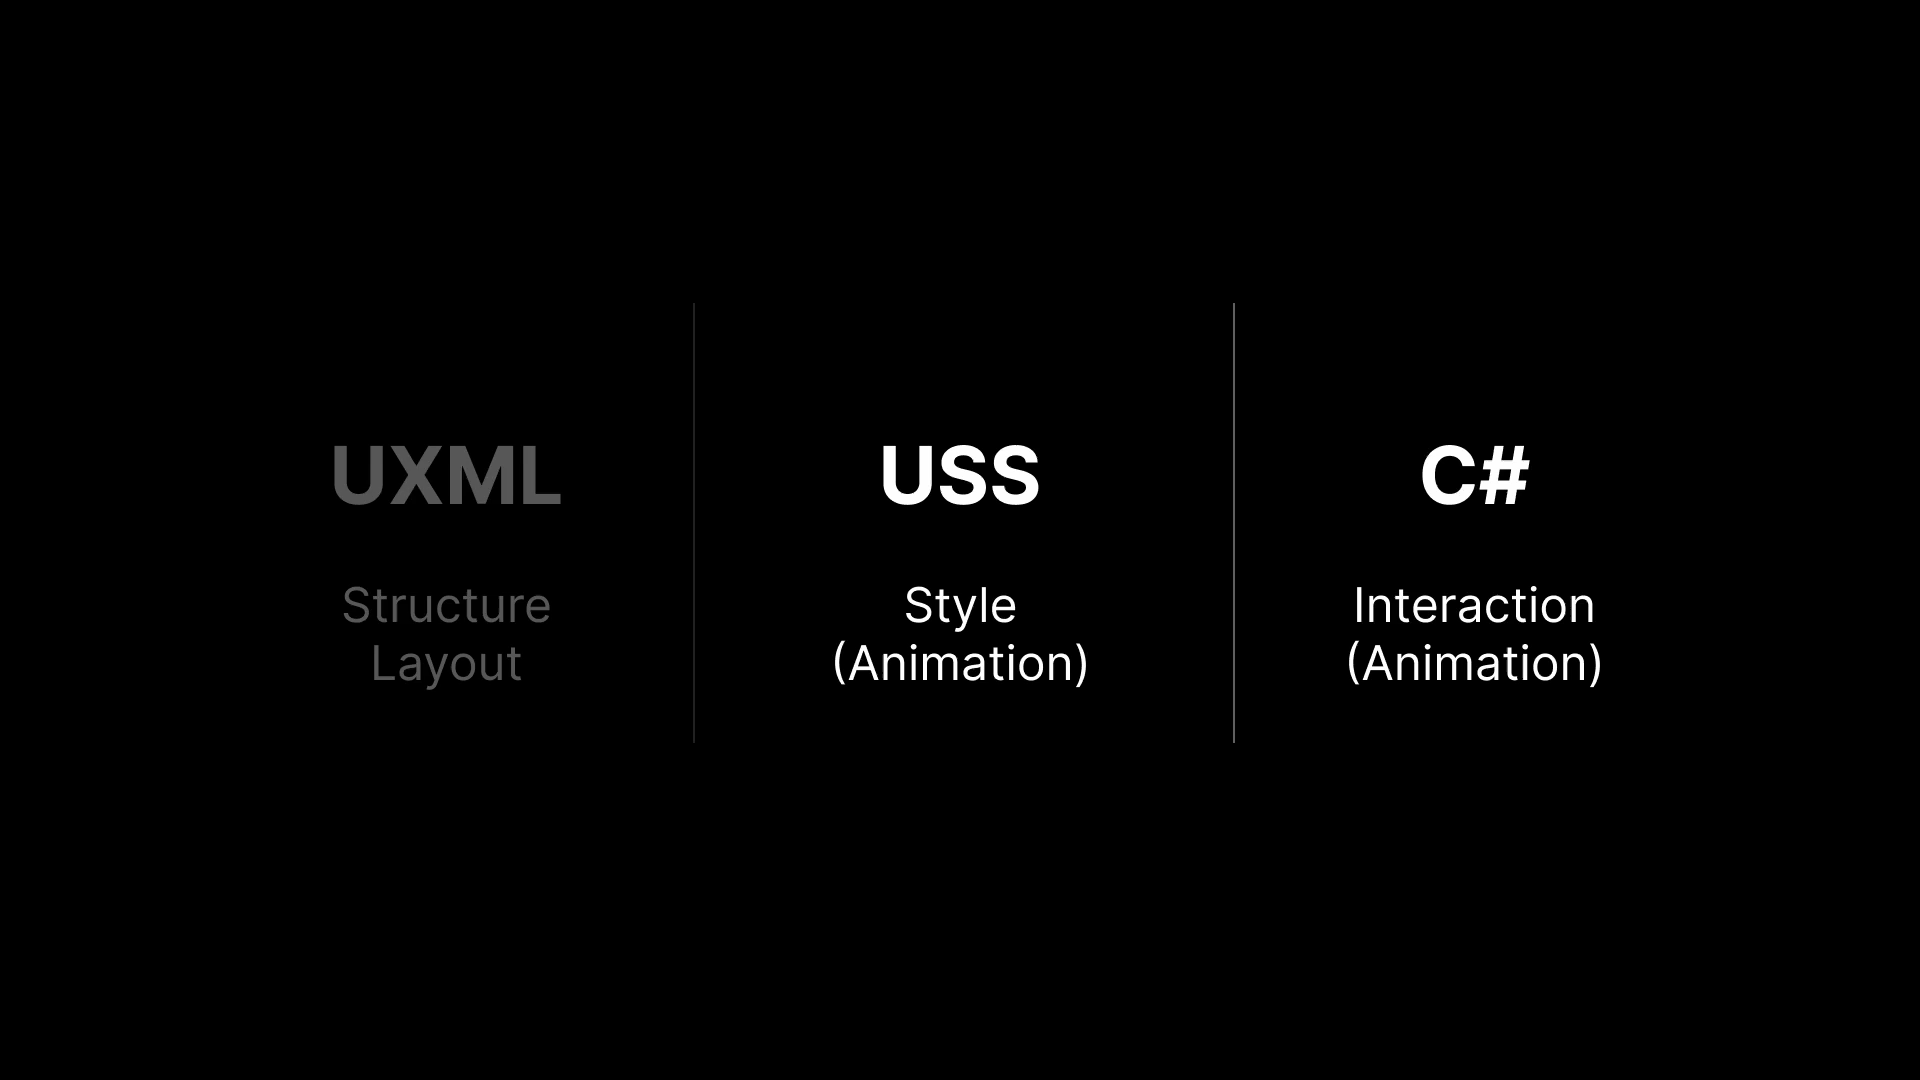 UXML
Structure
Layout
USS
Style
(Animation)
C#
Interaction
(Animation)